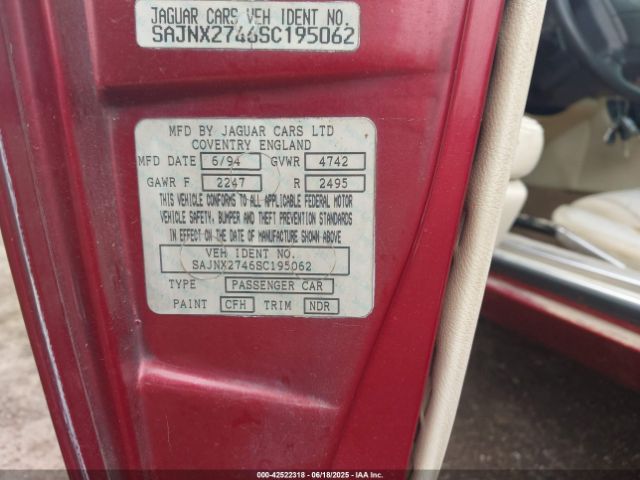 JAGUAR CARS VEH IDENT NO.
SAJNX2746SC195062
MFD BY JAGUAR CARS LTD
COVENTRY ENGLAND
MFD DATE 6/94 GVWR 4742
GAWR F 2247 R 2495
THIS VEHICLE CONFORMS TO ALL APPLICABLE FEDERAL MOTOR
VEHICLE SAFETY, BUMPER AND THEFT PREVENTION STANDARDS
IN EFFECT ON THE DATE OF MANUFACTURE SHOWN ABOVE
VEH IDENT NO.
SAJNX2746SC195062
TYPE PASSENGER CAR
PAINT CFH TRIM NDR
000-42522318 - 06/18/2025 - IAA Inc.